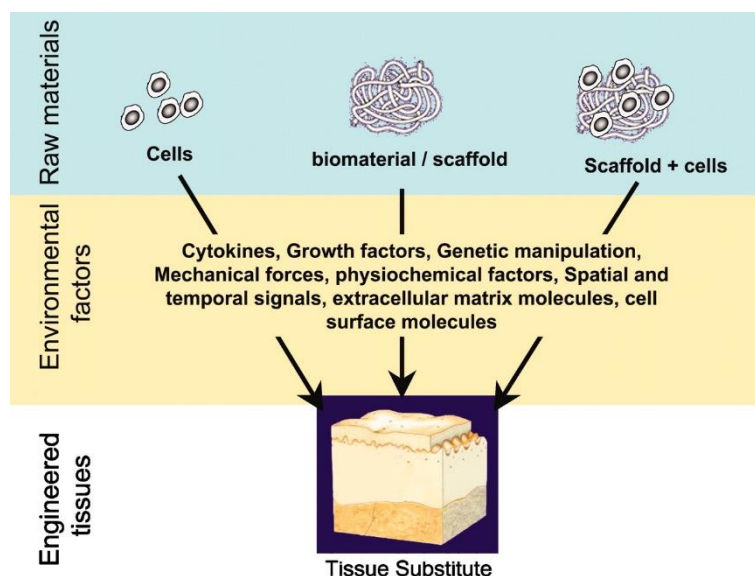 Raw materials
Cells
biomaterial / scaffold
Scaffold + cells
Environmental
factors
Cytokines, Growth factors, Genetic manipulation,
Mechanical forces, physiochemical factors, Spatial and
temporal signals, extracellular matrix molecules, cell
surface molecules
Engineered
tissues
Tissue Substitute